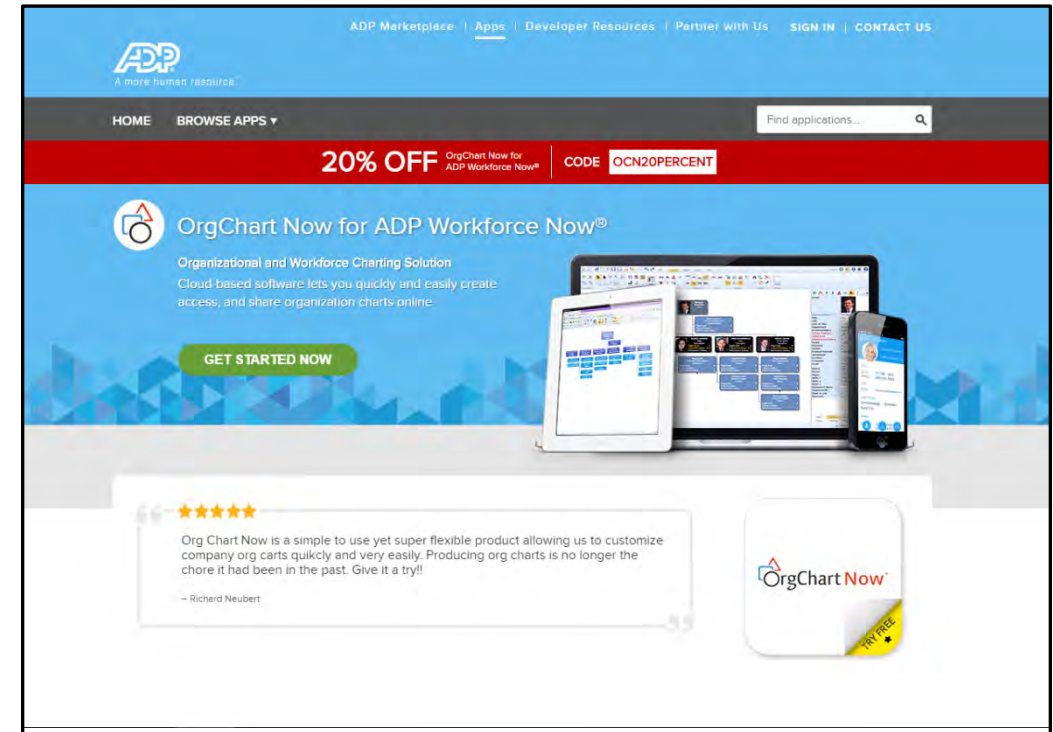 ADP Marketplace | Apps | Developer Resources | Partner with Us SIGN IN | CONTACT US
ADP
A more human resource.
HOME BROWSE APPS ▾ Find applications...
20% OFF OrgChart Now for
ADP Workforce Now® CODE OCN20PERCENT
OrgChart Now for ADP Workforce Now®
Organizational and Workforce Charting Solution
Cloud-based software lets you quickly and easily create
access, and share organization charts online
GET STARTED NOW
Org Chart Now is a simple to use yet super flexible product allowing us to customize
company org carts quikcly and very easily. Producing org charts is no longer the
chore it had been in the past. Give it a try!!
– Richard Neubert
OrgChart Now
TRY FREE